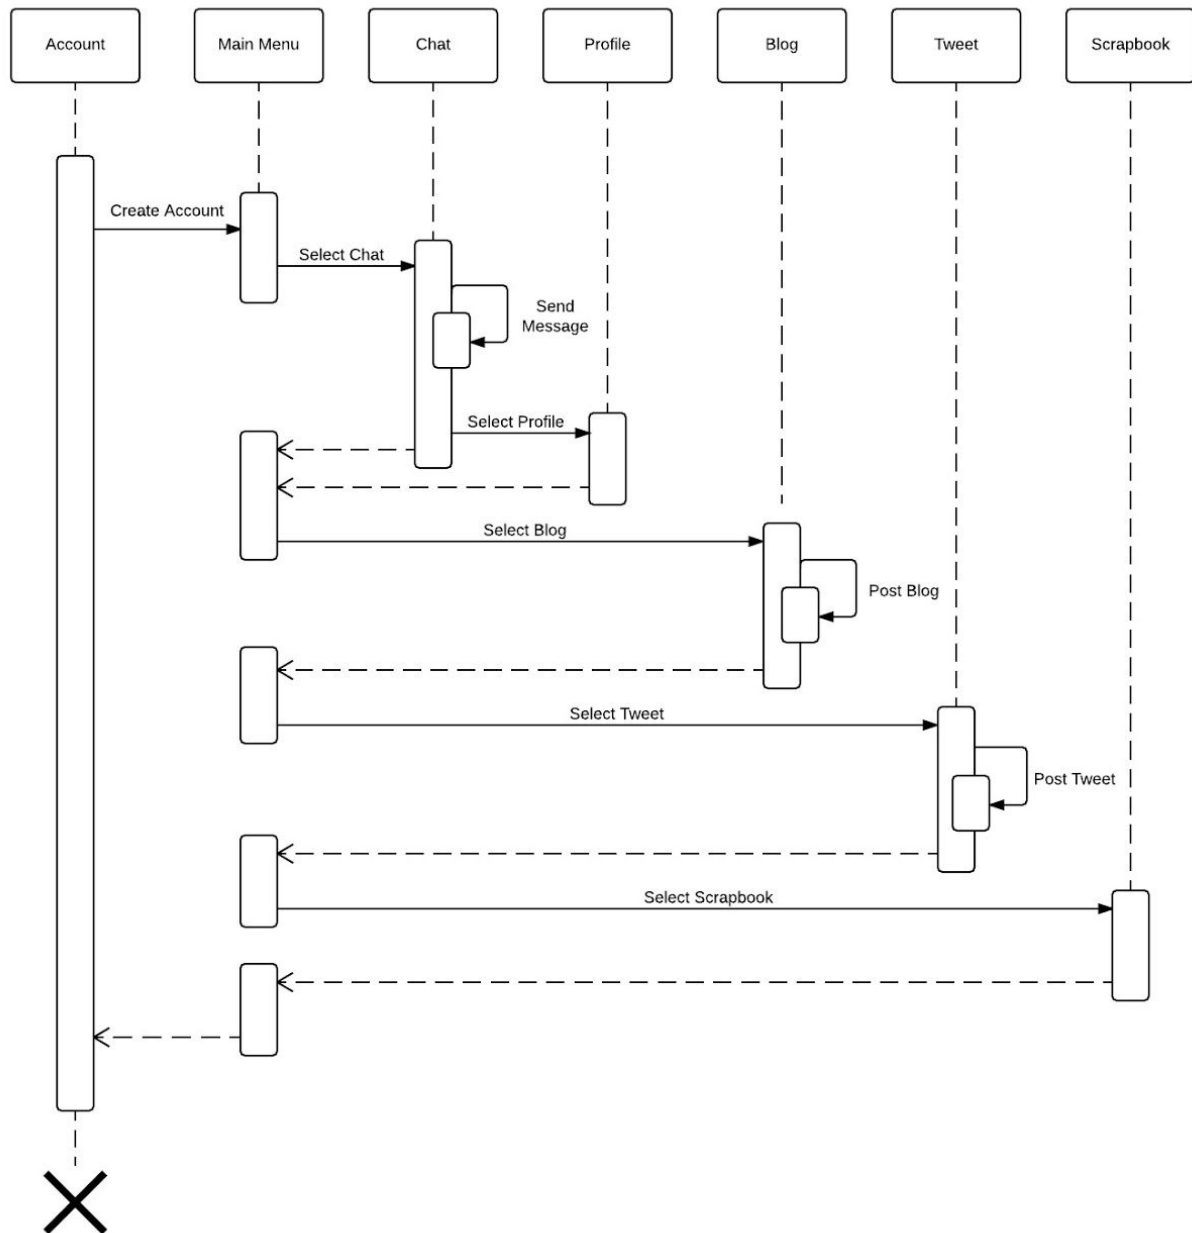 Account
Main Menu
Chat
Profile
Blog
Tweet
Scrapbook
Create Account
Select Chat
Send
Message
Select Profile
Select Blog
Post Blog
Select Tweet
Post Tweet
Select Scrapbook